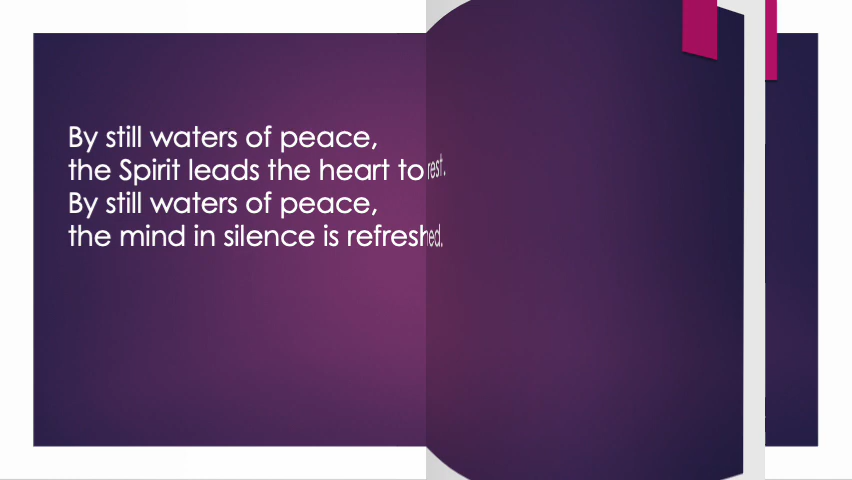 By still waters of peace,
the Spirit leads the heart to rest.
By still waters of peace,
the mind in silence is refreshed.